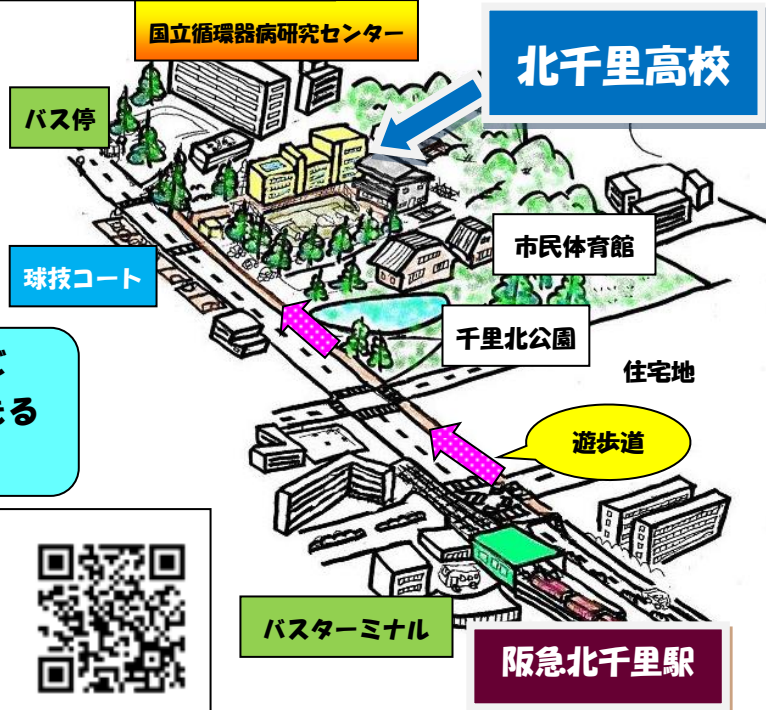 国立循環器病研究センター
北千里高校
バス停
市民体育館
球技コート
千里北公園
住宅地
る
遊歩道
バスターミナル
阪急北千里駅